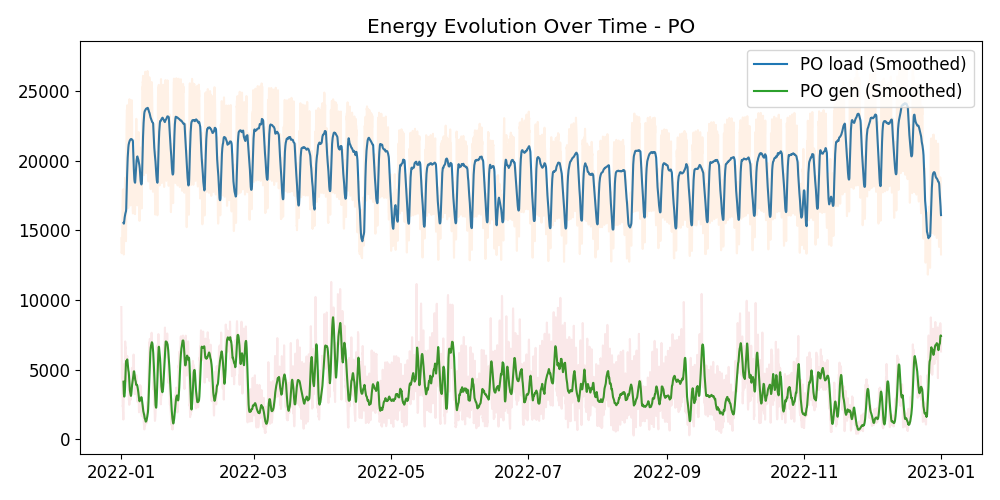 Energy Evolution Over Time - PO
PO load (Smoothed)
PO gen (Smoothed)
25000
20000
15000
10000
5000
0
2022-01 2022-03 2022-05 2022-07 2022-09 2022-11 2023-01